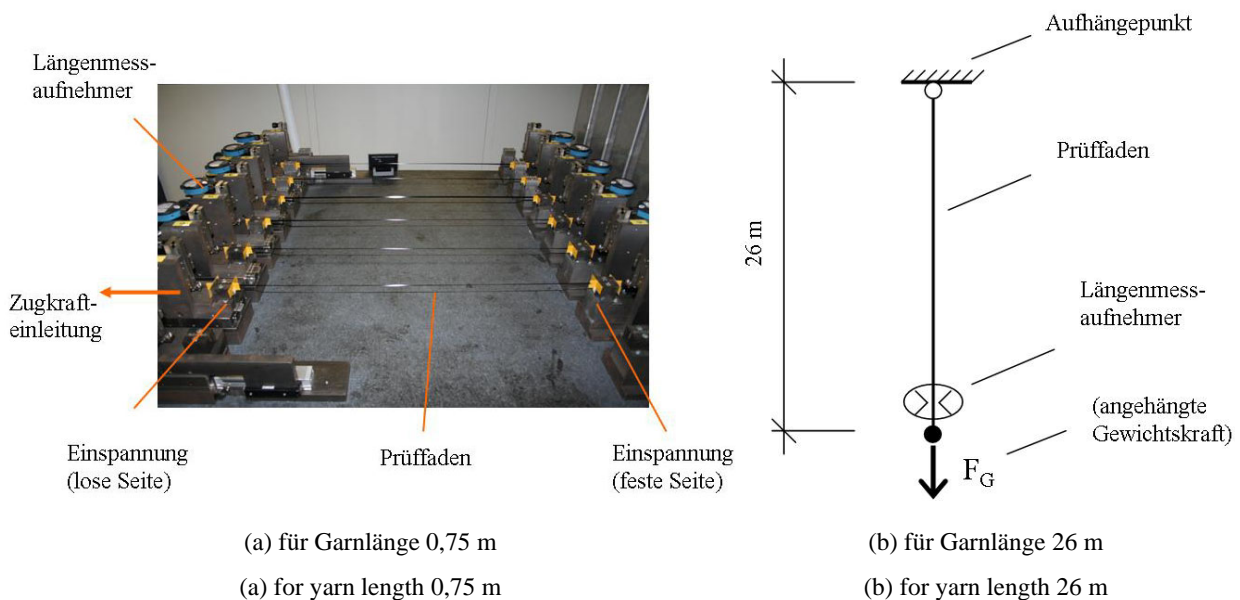 Längenmess-
aufnehmer
Zugkraft-
einleitung
Einspannung
(lose Seite)
Prüffaden
Einspannung
(feste Seite)
(a) für Garnlänge 0,75 m
(a) for yarn length 0,75 m
Aufhängepunkt
Prüffaden
26 m
Längenmess-
aufnehmer
(angehängte
Gewichtskraft)
F_G
(b) für Garnlänge 26 m
(b) for yarn length 26 m